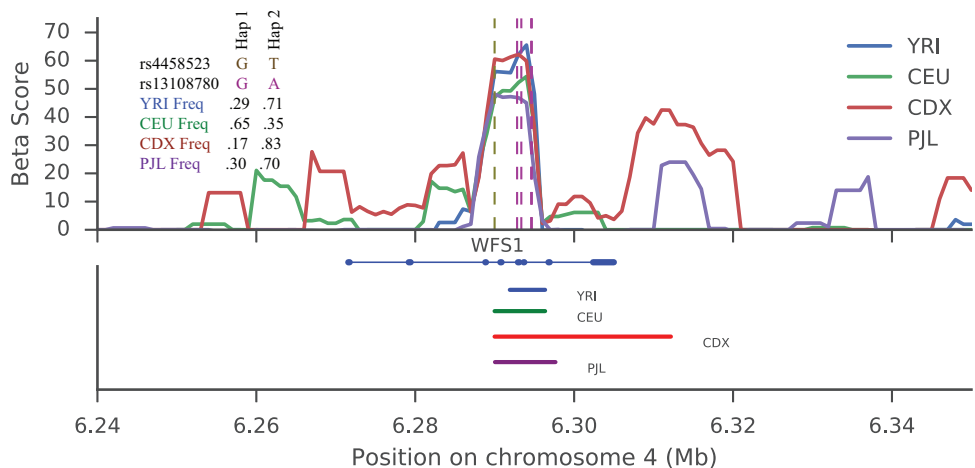 Hap 1
Hap 2
rs4458523 G T
rs13108780 G A
YRI Freq .29 .71
CEU Freq .65 .35
CDX Freq .17 .83
PJL Freq .30 .70
Beta Score
70
60
50
40
30
20
10
0
YRI
CEU
CDX
PJL
WFS1
YRI
CEU
CDX
PJL
6.24 6.26 6.28 6.30 6.32 6.34
Position on chromosome 4 (Mb)